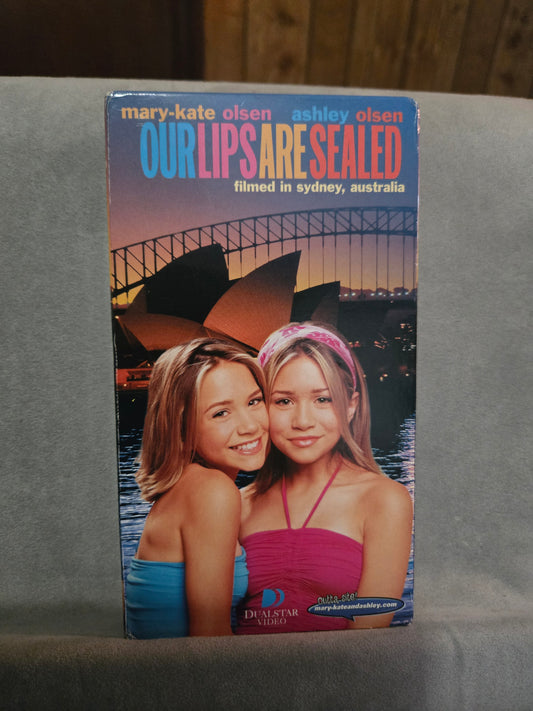 mary-kate olsen ashley olsen
OUR LIPS ARE SEALED
filmed in sydney, australia
DUALSTAR
VIDEO
outta-site!
mary-kateandashley.com